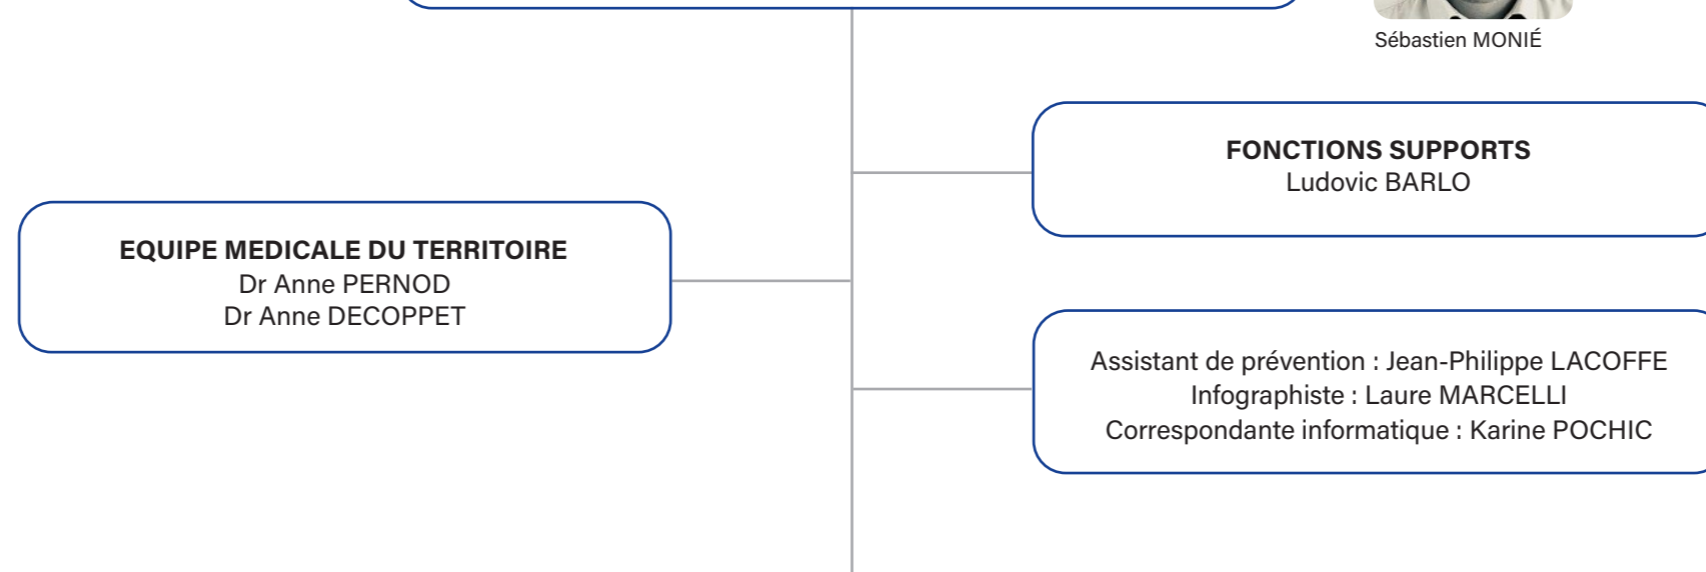 Sébastien MONIÉ
FONCTIONS SUPPORTS
Ludovic BARLO
EQUIPE MEDICALE DU TERRITOIRE
Dr Anne PERNOD
Dr Anne DECOPPET
Assistant de prévention : Jean-Philippe LACOFFE
Infographiste : Laure MARCELLI
Correspondante informatique : Karine POCHIC